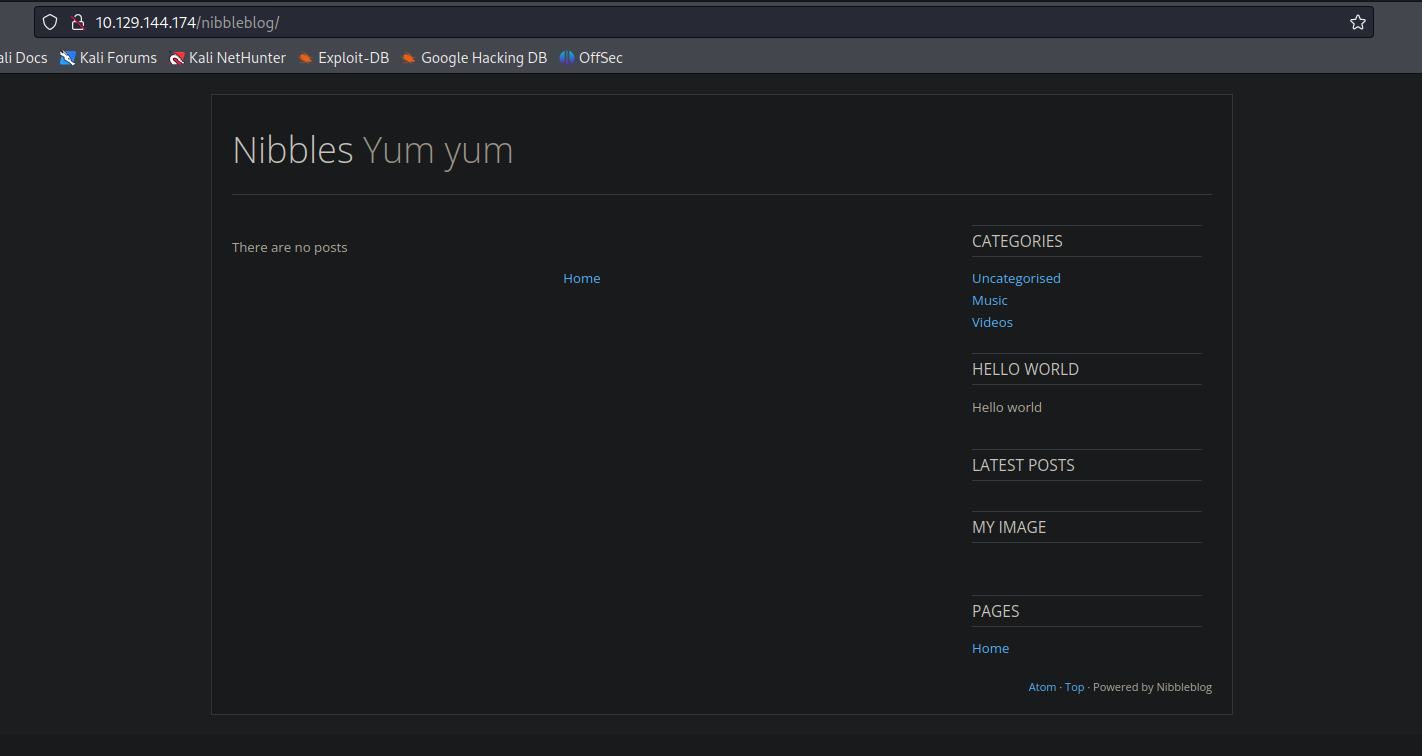 10.129.144.174/nibbleblog/
ali Docs Kali Forums Kali NetHunter Exploit-DB Google Hacking DB OffSec
Nibbles Yum yum
There are no posts
Home
CATEGORIES
Uncategorised
Music
Videos
HELLO WORLD
Hello world
LATEST POSTS
MY IMAGE
PAGES
Home
Atom · Top · Powered by Nibbleblog